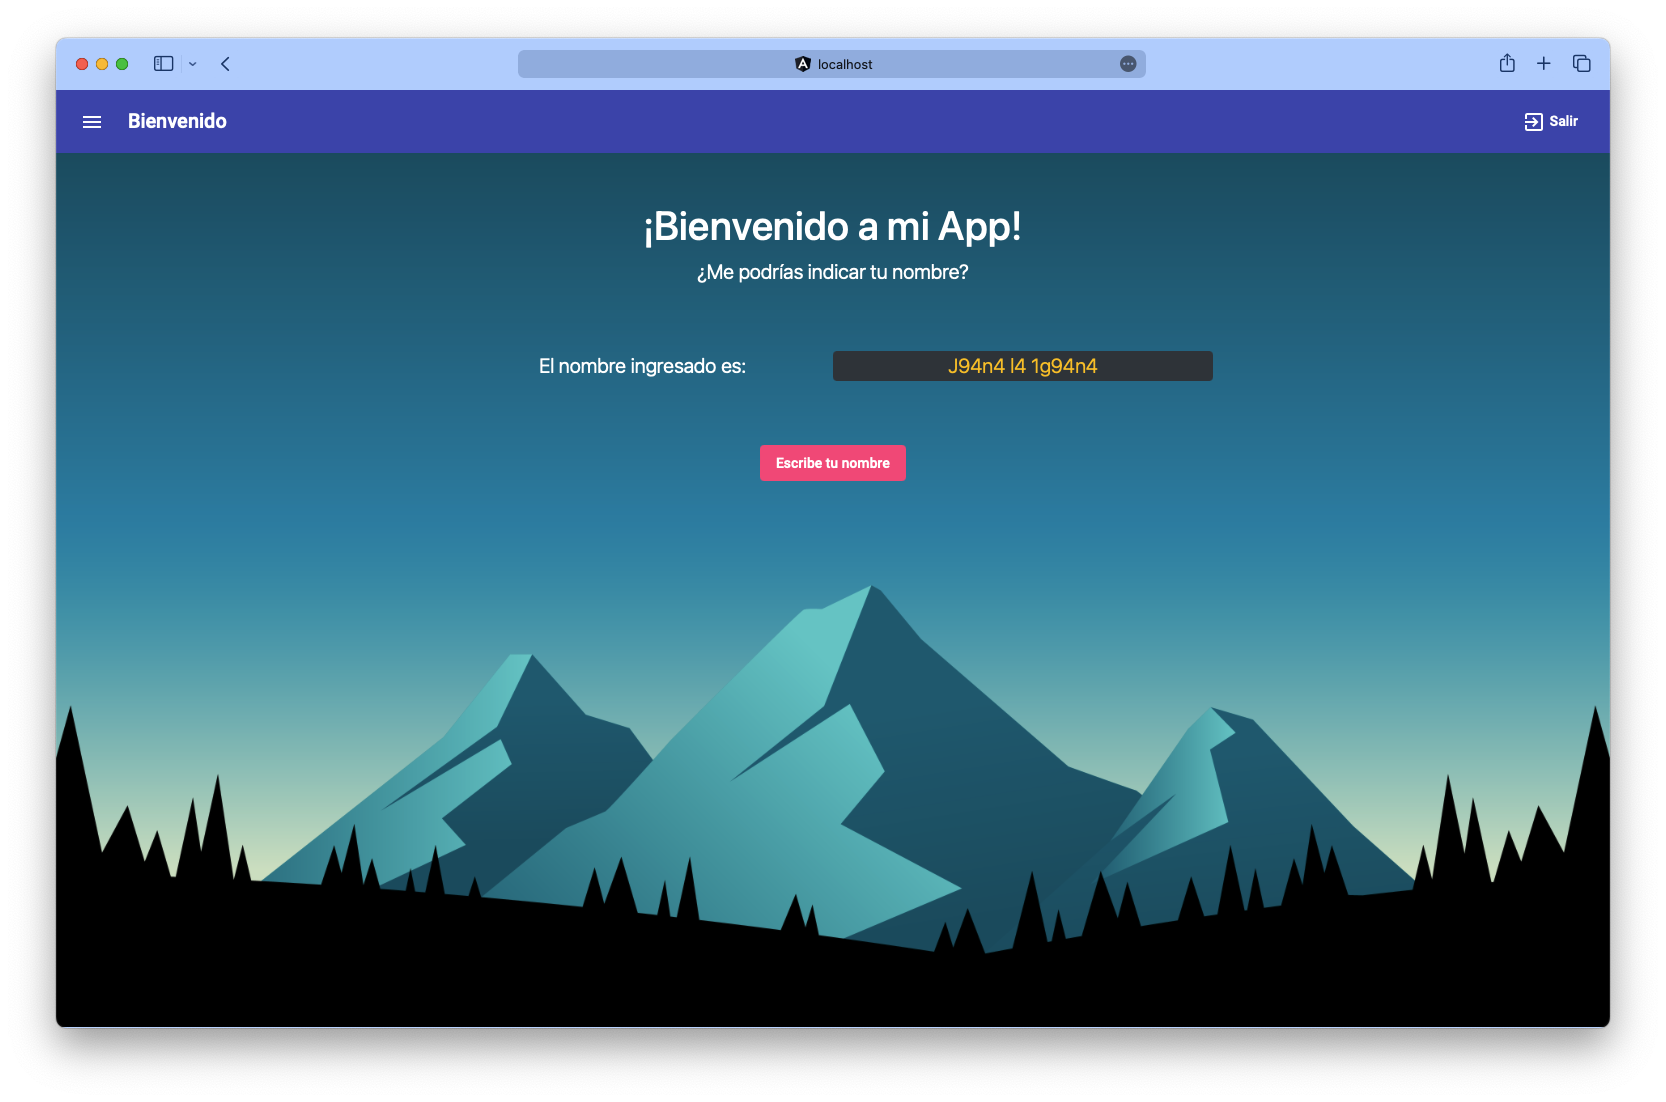 localhost
Bienvenido
Salir
¡Bienvenido a mi App!
¿Me podrías indicar tu nombre?
El nombre ingresado es: J94n4 l4 1g94n4
Escribe tu nombre